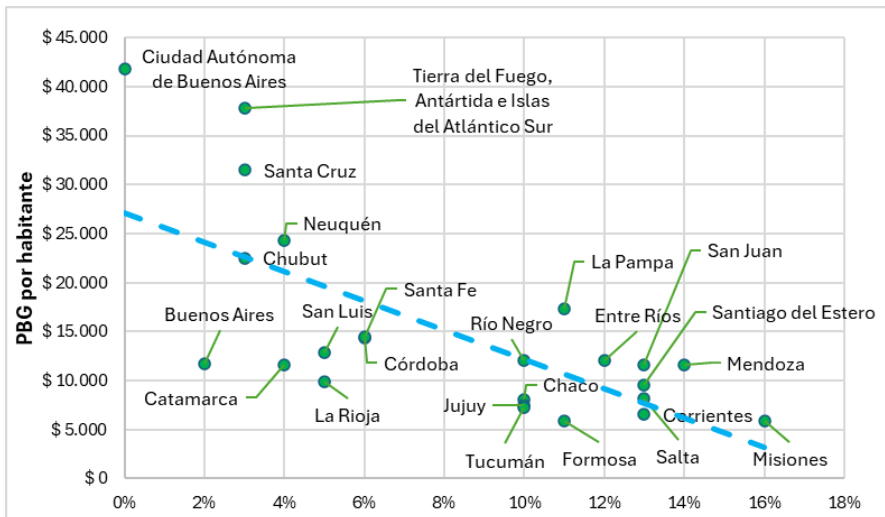 $ 45.000
$ 40.000
$ 35.000
$ 30.000
$ 25.000
$ 20.000
$ 15.000
$ 10.000
$ 5.000
$ 0
PBG por habitante
Ciudad Autónoma
de Buenos Aires
Tierra del Fuego,
Antártida e Islas
del Atlántico Sur
Santa Cruz
Neuquén
Chubut
San Juan
La Pampa
Santa Fe
Buenos Aires
San Luis
Río Negro
Entre Ríos
Santiago del Estero
Córdoba
Mendoza
Catamarca
La Rioja
Chaco
Jujuy
Corrientes
Tucumán
Formosa
Salta
Misiones
0%
2%
4%
6%
8%
10%
12%
14%
16%
18%